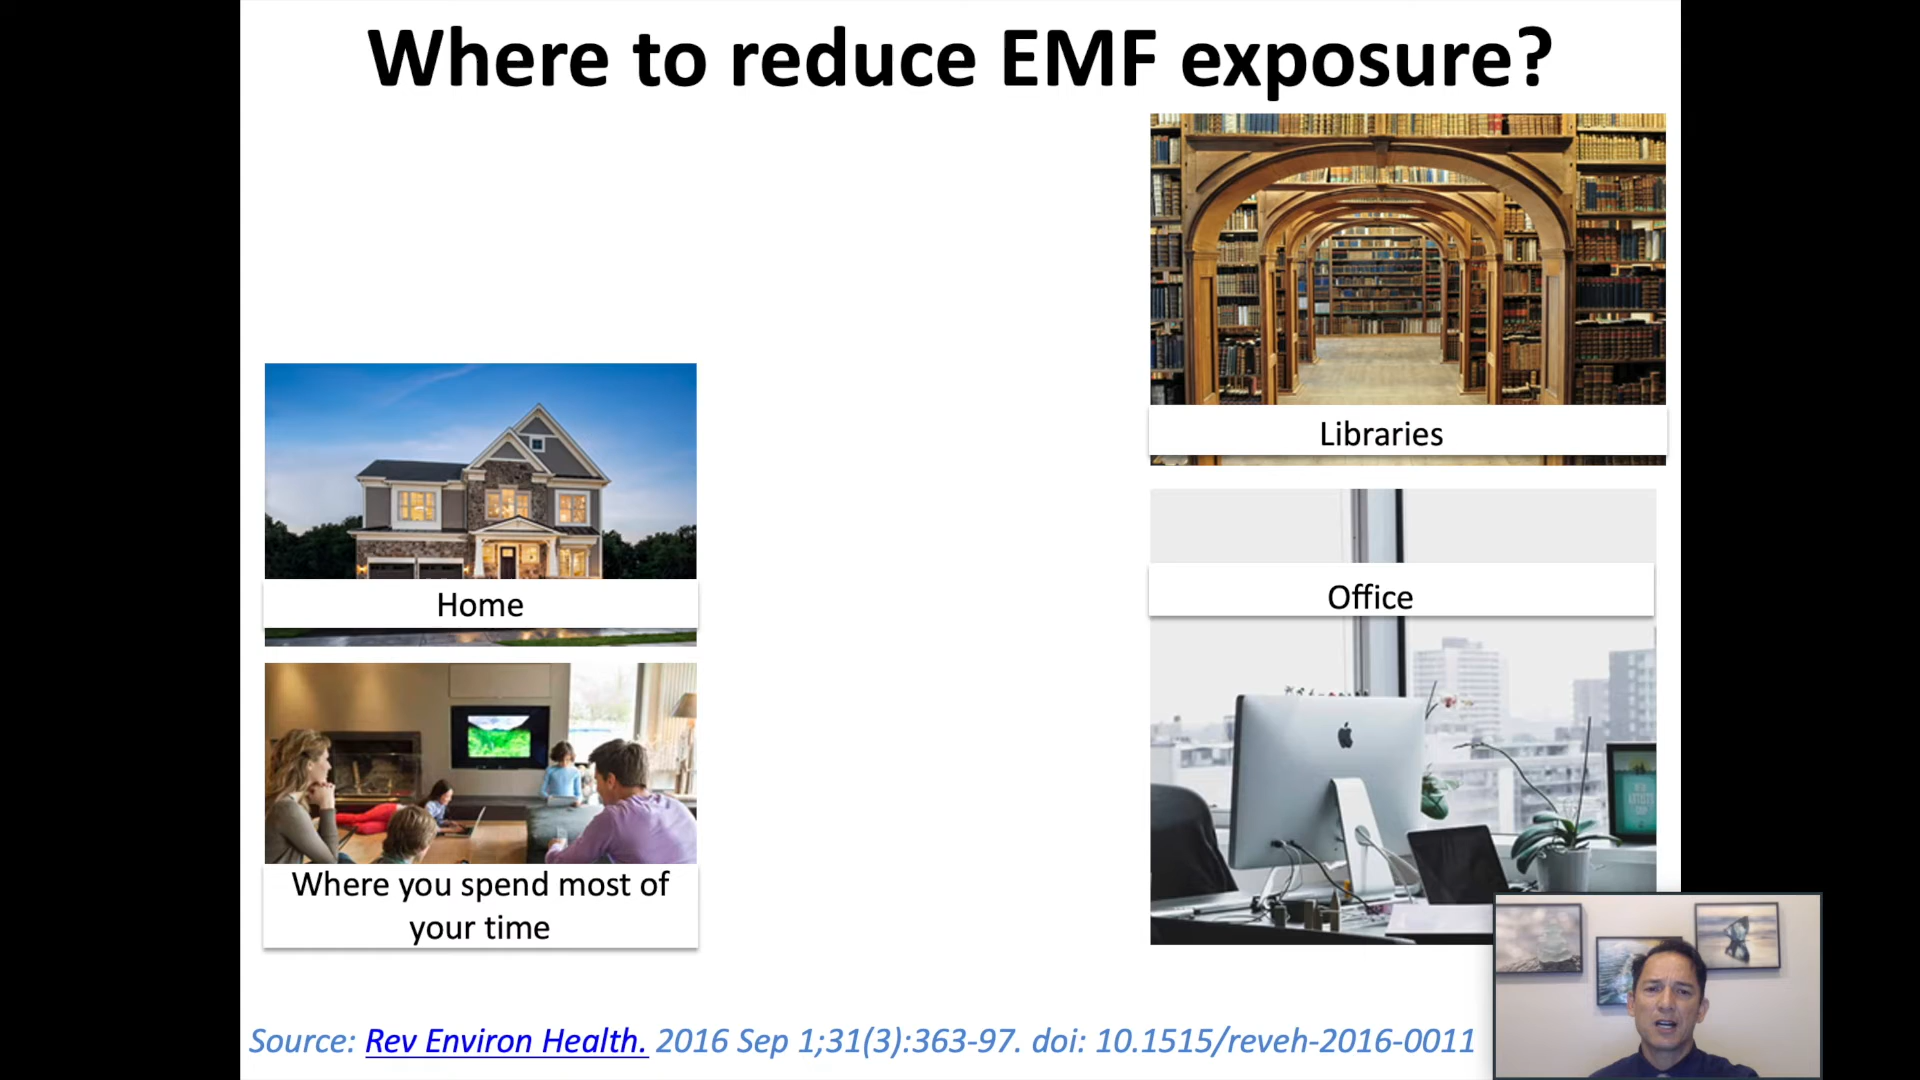 Where to reduce EMF exposure?
Libraries
Home
Office
Where you spend most of
your time
Source: Rev Environ Health. 2016 Sep 1;31(3):363-97. doi: 10.1515/reveh-2016-0011